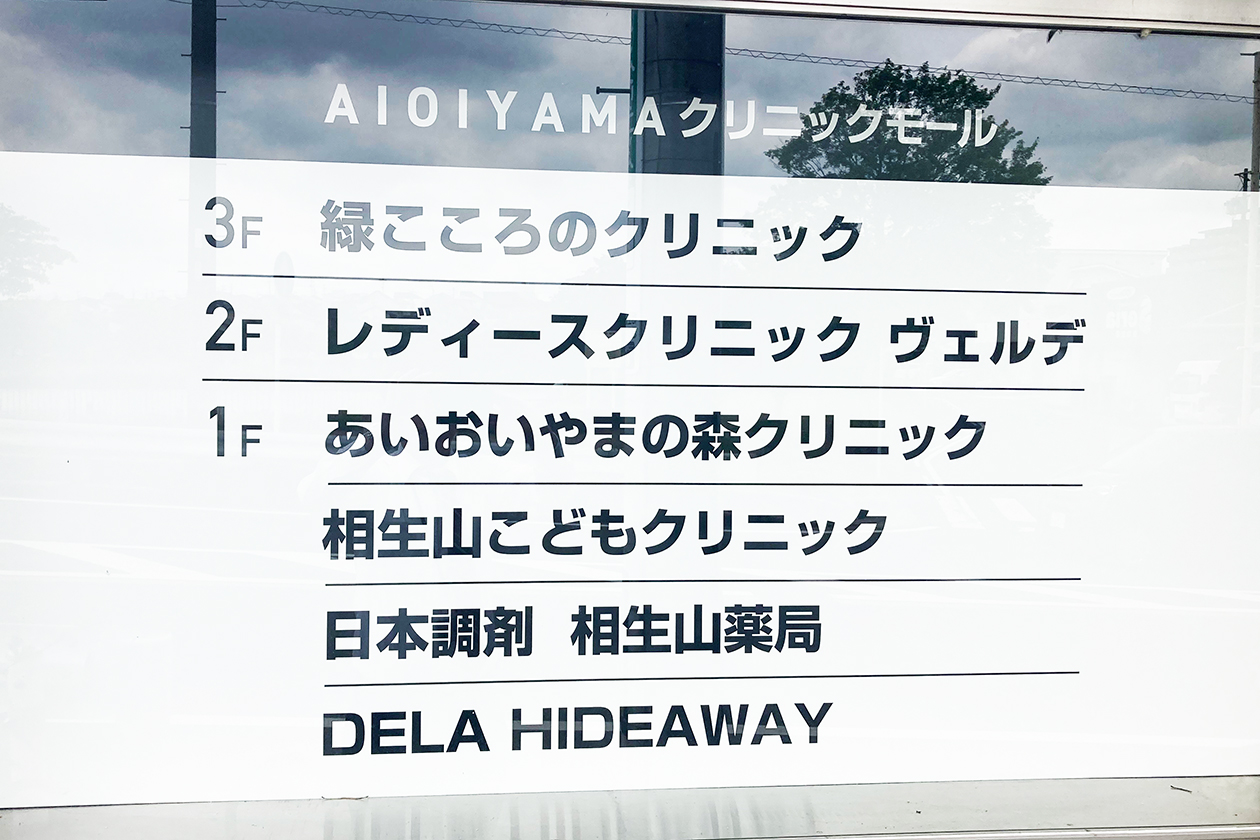 AIOIYAMAクリニックモール
3F 緑こころのクリニック
2F レディースクリニック ヴェルデ
1F あいおいやまの森クリニック
相生山こどもクリニック
日本調剤 相生山薬局
DELA HIDEAWAY